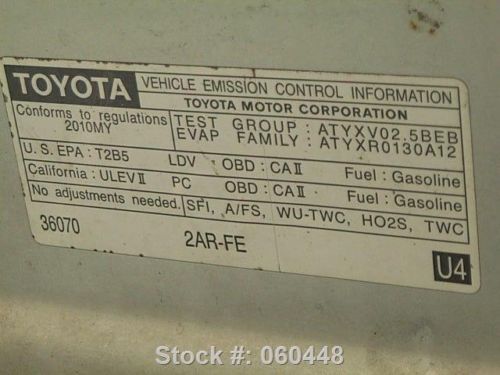 TOYOTA VEHICLE EMISSION CONTROL INFORMATION
TOYOTA MOTOR CORPORATION
Conforms to regulations
2010MY
TEST GROUP : ATYXV02.5BEB
EVAP FAMILY : ATYXR0130A12
U.S. EPA : T2B5 LDV OBD : CAⅡ Fuel : Gasoline
California : ULEVⅡ PC OBD : CAⅡ Fuel : Gasoline
No adjustments needed. SFI, A/FS, WU-TWC, HO2S, TWC
36070 2AR-FE U4
Stock #: 060448